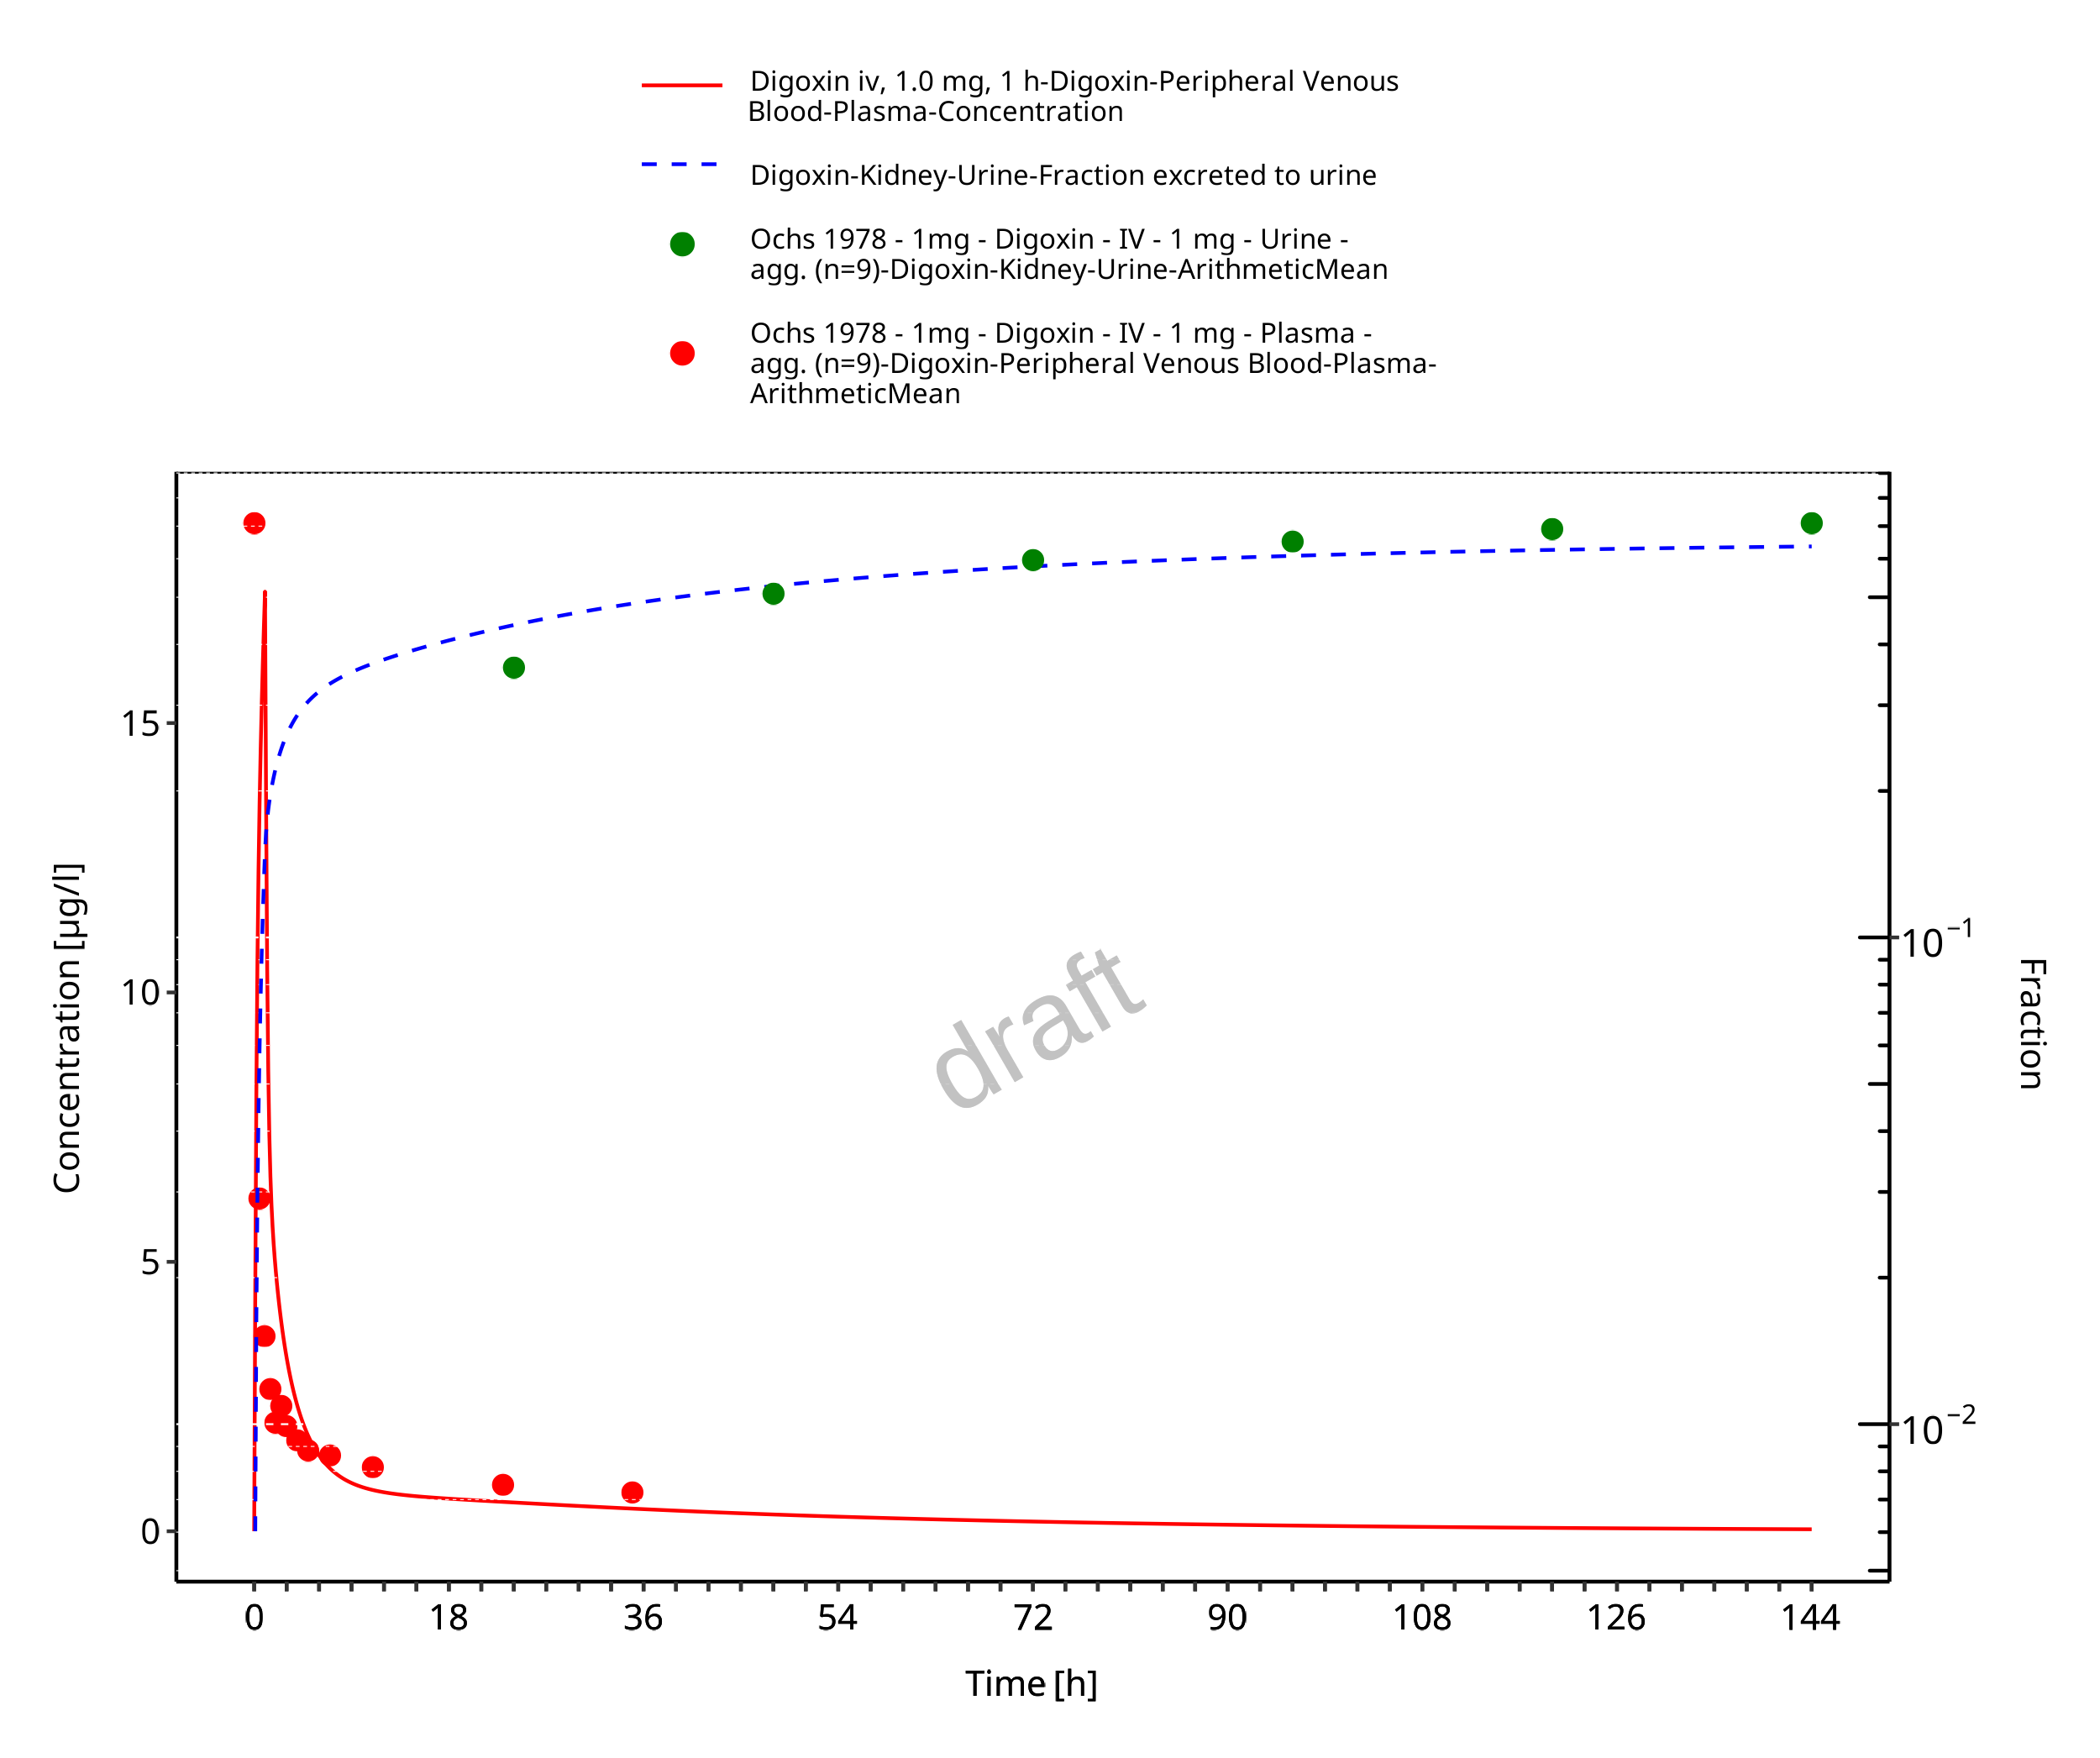 Digoxin iv, 1.0 mg, 1 h-Digoxin-Peripheral Venous
Blood-Plasma-Concentration
Digoxin-Kidney-Urine-Fraction excreted to urine
Ochs 1978 - 1mg - Digoxin - IV - 1 mg - Urine -
agg. (n=9)-Digoxin-Kidney-Urine-ArithmeticMean
Ochs 1978 - 1mg - Digoxin - IV - 1 mg - Plasma -
agg. (n=9)-Digoxin-Peripheral Venous Blood-Plasma-
ArithmeticMean
Concentration [µg/l]
15
10
5
0
draft
10⁻¹
10⁻²
Fraction
0 18 36 54 72 90 108 126 144
Time [h]